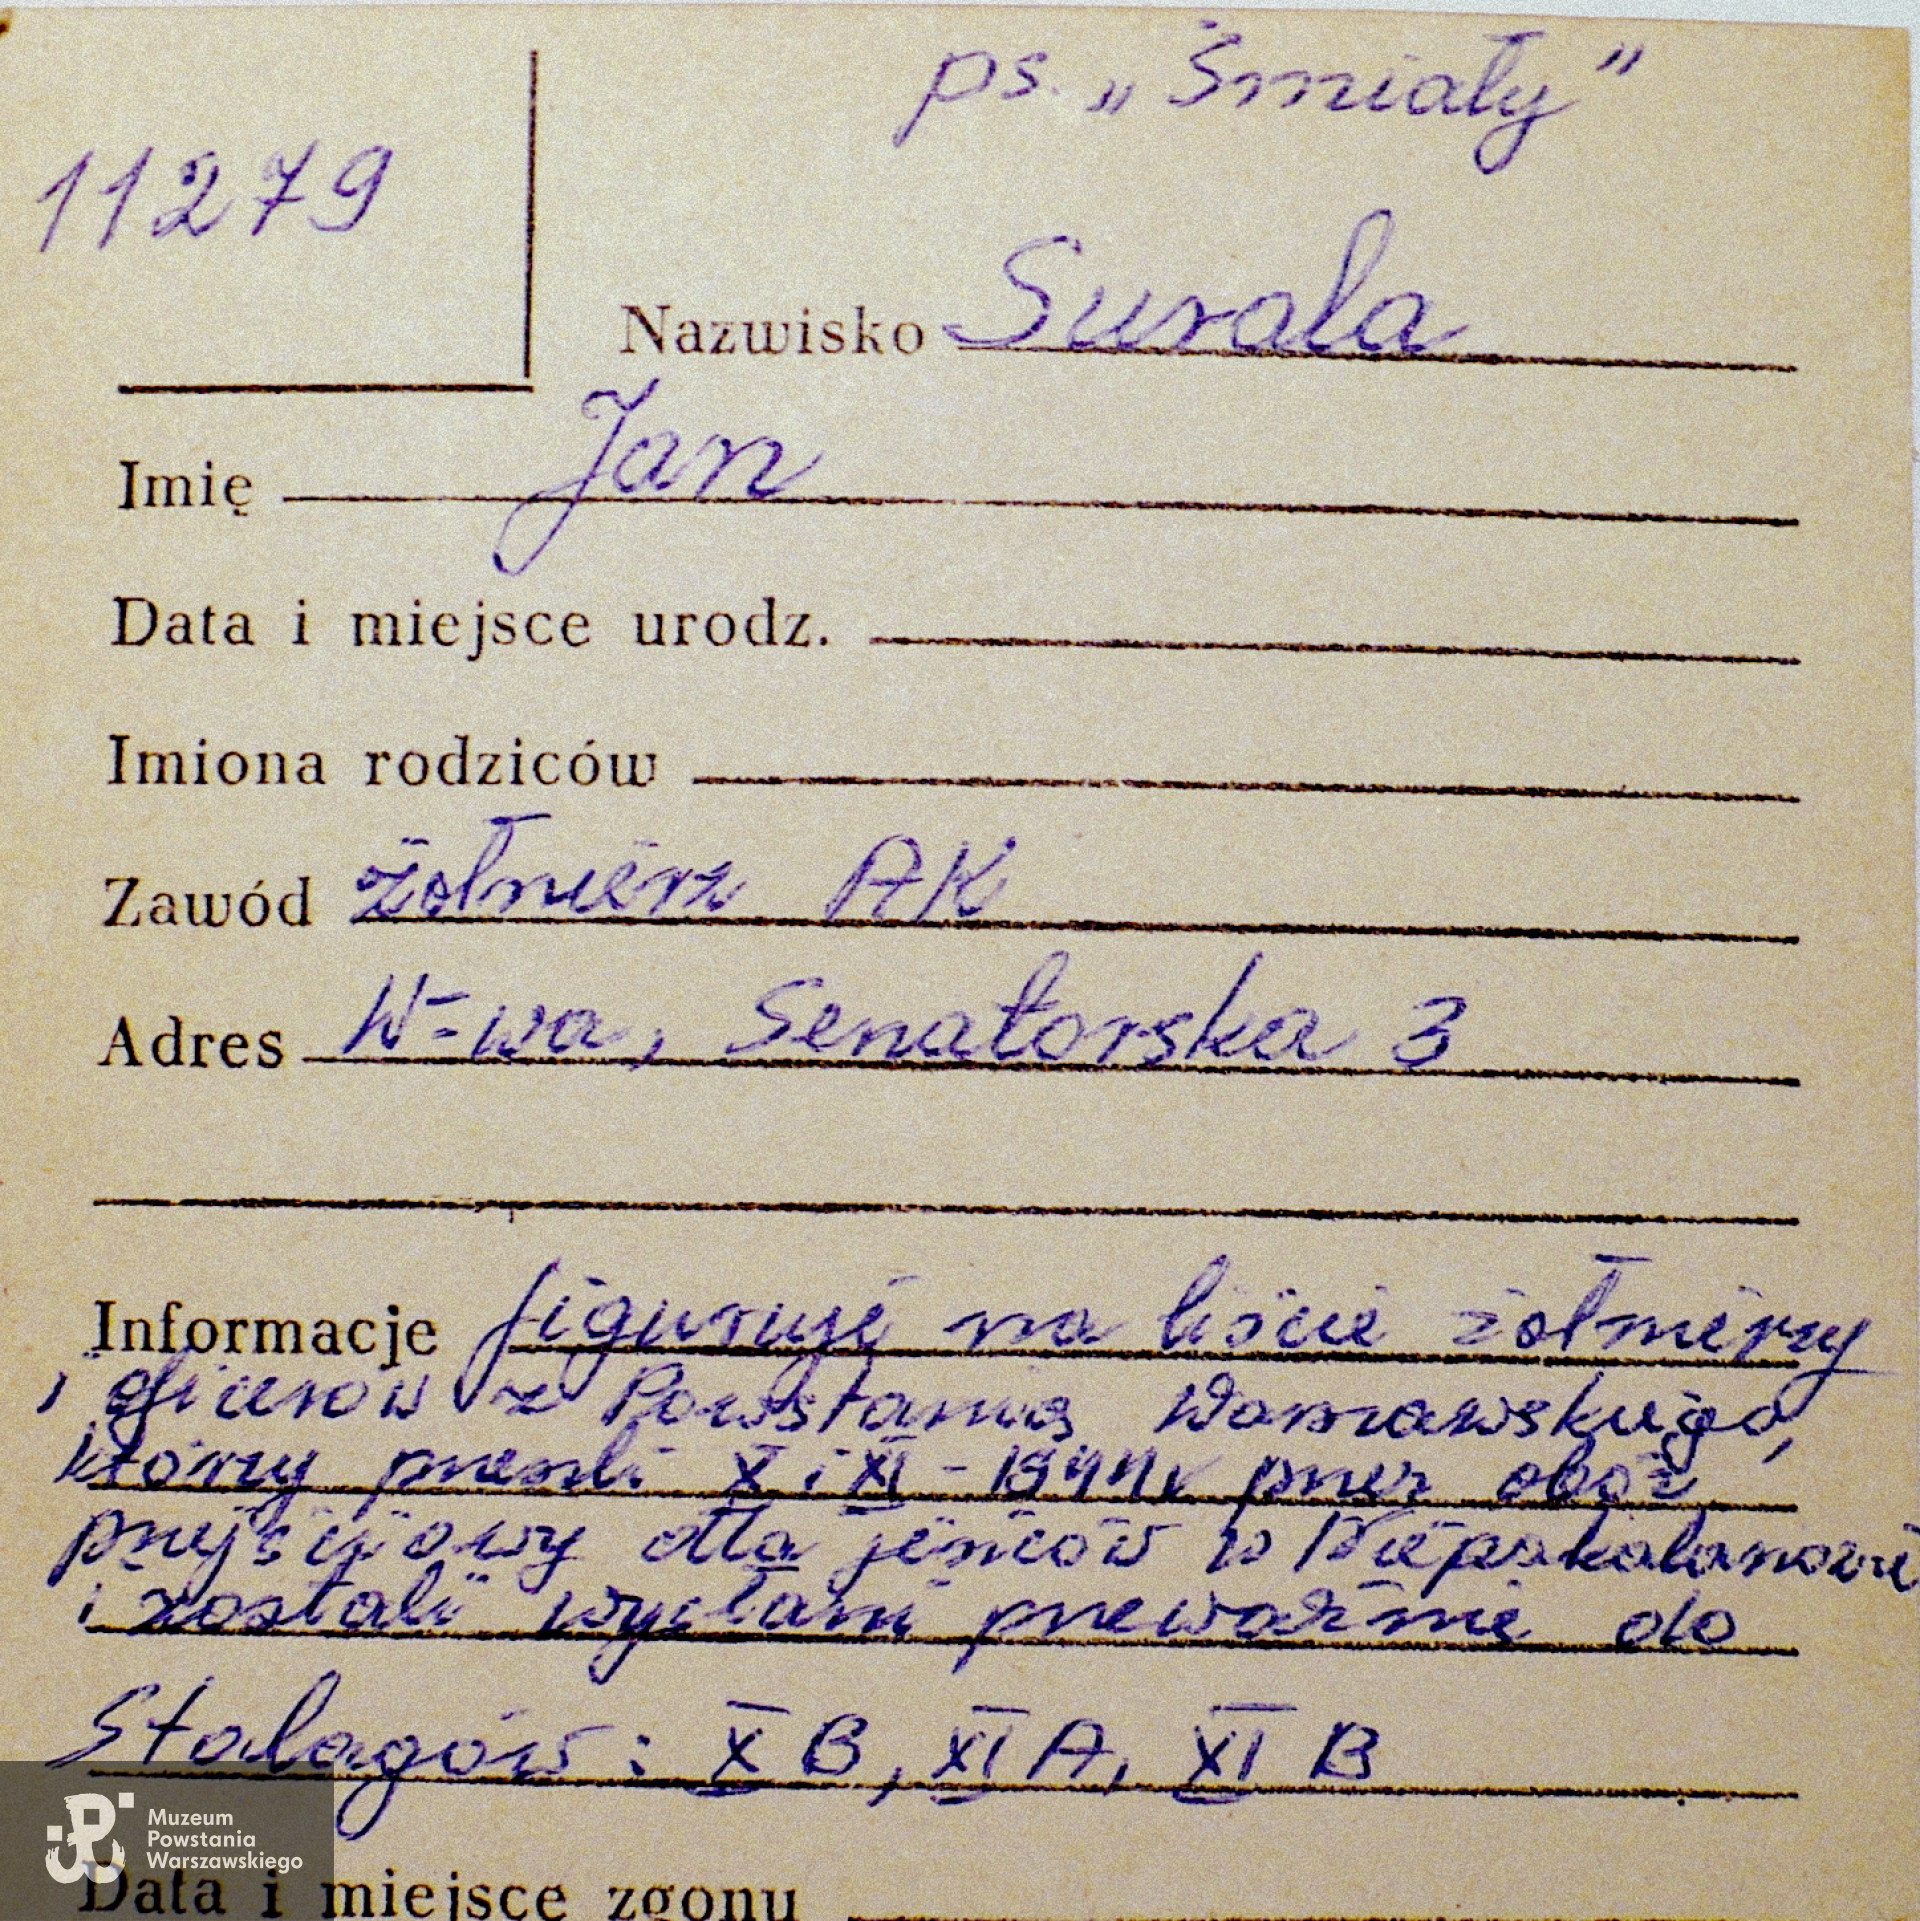 ps. „Śmiały”
11279
Nazwisko Surala
Imię Jan
Data i miejsce urodz.
Imiona rodziców
Zawód żołnierz AK
Adres W-wa, Senatorska 3
Informacje figuruje na liście żołnierzy
i oficerów z Powstania Warszawskiego,
którzy przeszli X i XI - 1944r przez obóz
przejściowy dla jeńców w Niepokalanowie
i zostali wysłani przeważnie do
Stalagów: X B, XI A, XI B
Muzeum
Powstania
Warszawskiego
Data i miejsce zgonu